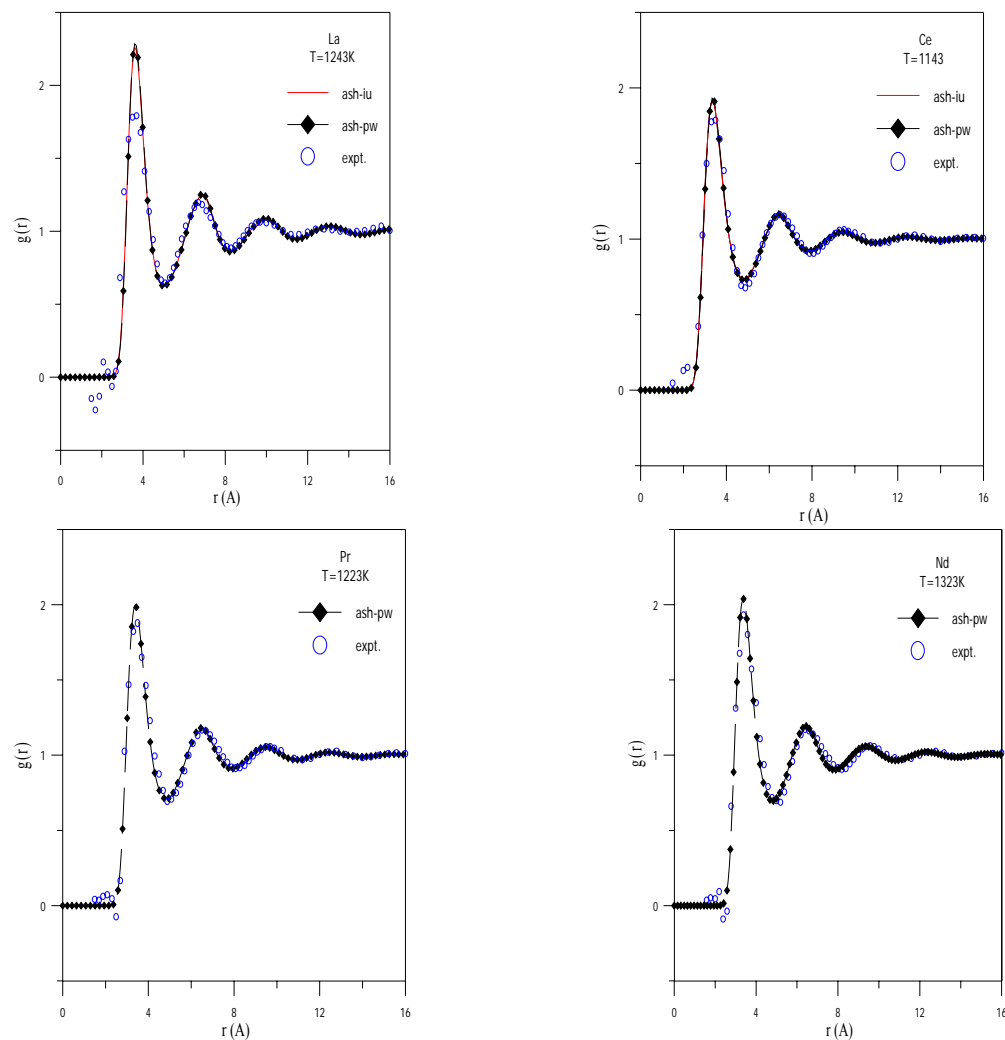 La
T=1243K
ash-iu
ash-pw
expt.
2
1
0
g(r)
0 4 8 12 16
r (A)
Ce
T=1143
ash-iu
ash-pw
expt.
2
1
0
g(r)
0 4 8 12 16
r (A)
Pr
T=1223K
ash-pw
expt.
2
1
0
g(r)
0 4 8 12 16
r (A)
Nd
T=1323K
ash-pw
expt.
2
1
0
g(r)
0 4 8 12 16
r (A)